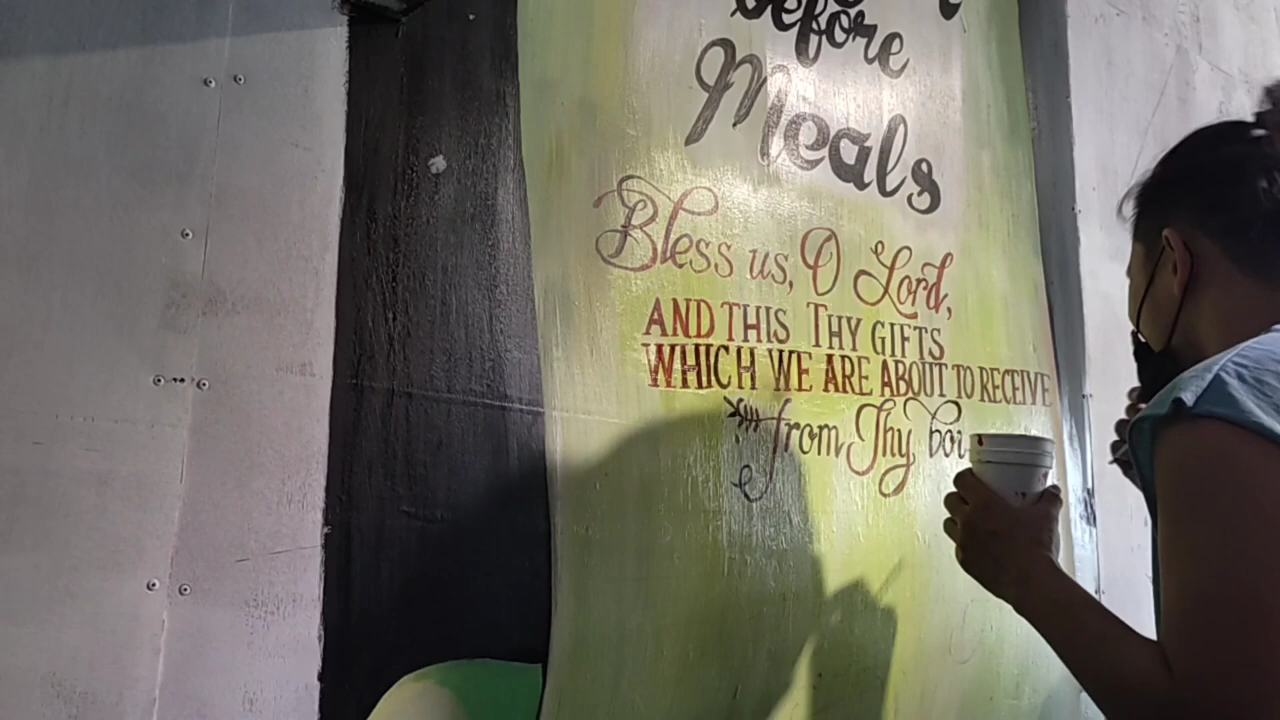 before
Meals
Bless us, O Lord,
AND THIS THY GIFTS
WHICH WE ARE ABOUT TO RECEIVE
from Thy